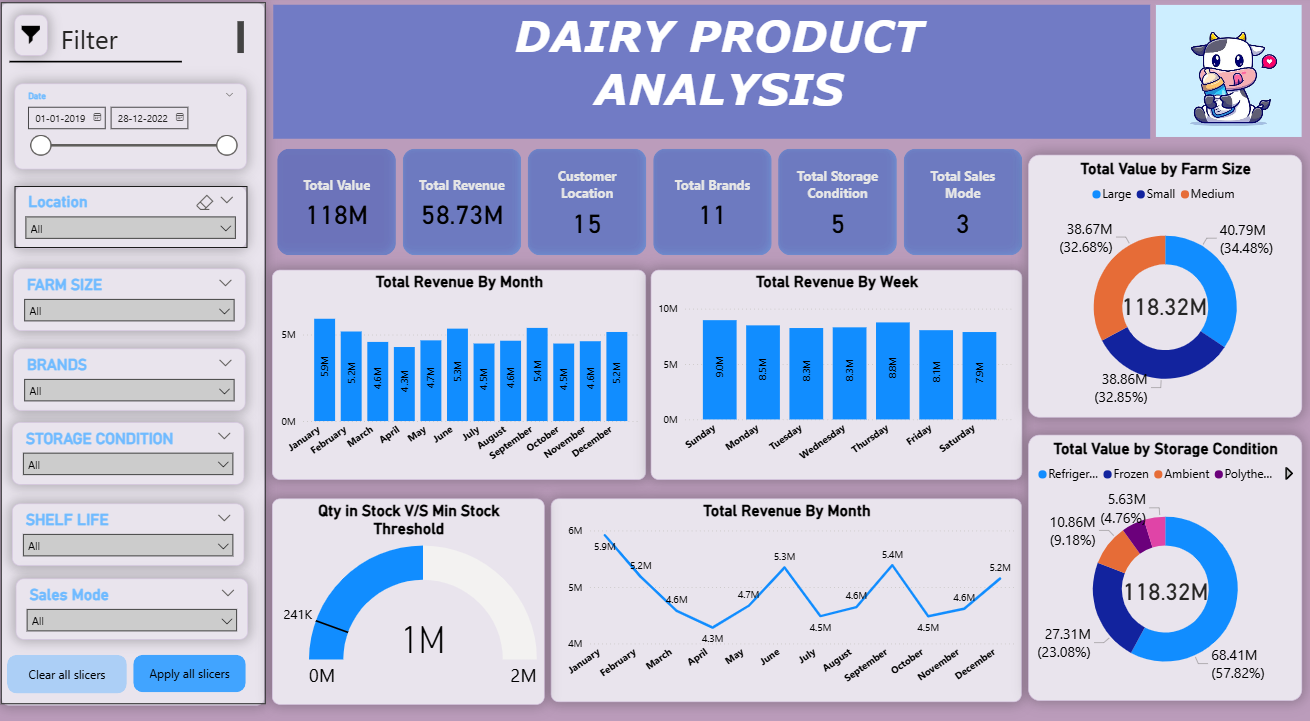 Filter
Date
01-01-2019
28-12-2022
Location
All
FARM SIZE
All
BRANDS
All
STORAGE CONDITION
All
SHELF LIFE
All
Sales Mode
All
Clear all slicers
Apply all slicers
DAIRY PRODUCT
ANALYSIS
Total Value
118M
Total Revenue
58.73M
Customer
Location
15
Total Brands
11
Total Storage
Condition
5
Total Sales
Mode
3
Total Revenue By Month
5M
0M
5.9M
5.2M
4.6M
4.3M
4.7M
5.3M
4.5M
4.6M
5.4M
4.5M
4.6M
5.2M
January
February
March
April
May
June
July
August
September
October
November
December
Total Revenue By Week
10M
5M
0M
9.0M
8.5M
8.3M
8.3M
8.8M
8.1M
7.9M
Sunday
Monday
Tuesday
Wednesday
Thursday
Friday
Saturday
Total Value by Farm Size
Large Small Medium
38.67M
(32.68%)
40.79M
(34.48%)
118.32M
38.86M
(32.85%)
Qty in Stock V/S Min Stock
Threshold
241K
1M
0M
2M
Total Revenue By Month
6M
5M
4M
5.9M
5.2M
4.6M
4.3M
4.7M
5.3M
4.5M
4.6M
5.4M
4.5M
4.6M
5.2M
January
February
March
April
May
June
July
August
September
October
November
December
Total Value by Storage Condition
Refriger... Frozen Ambient Polythe...
5.63M
(4.76%)
10.86M
(9.18%)
118.32M
27.31M
(23.08%)
68.41M
(57.82%)